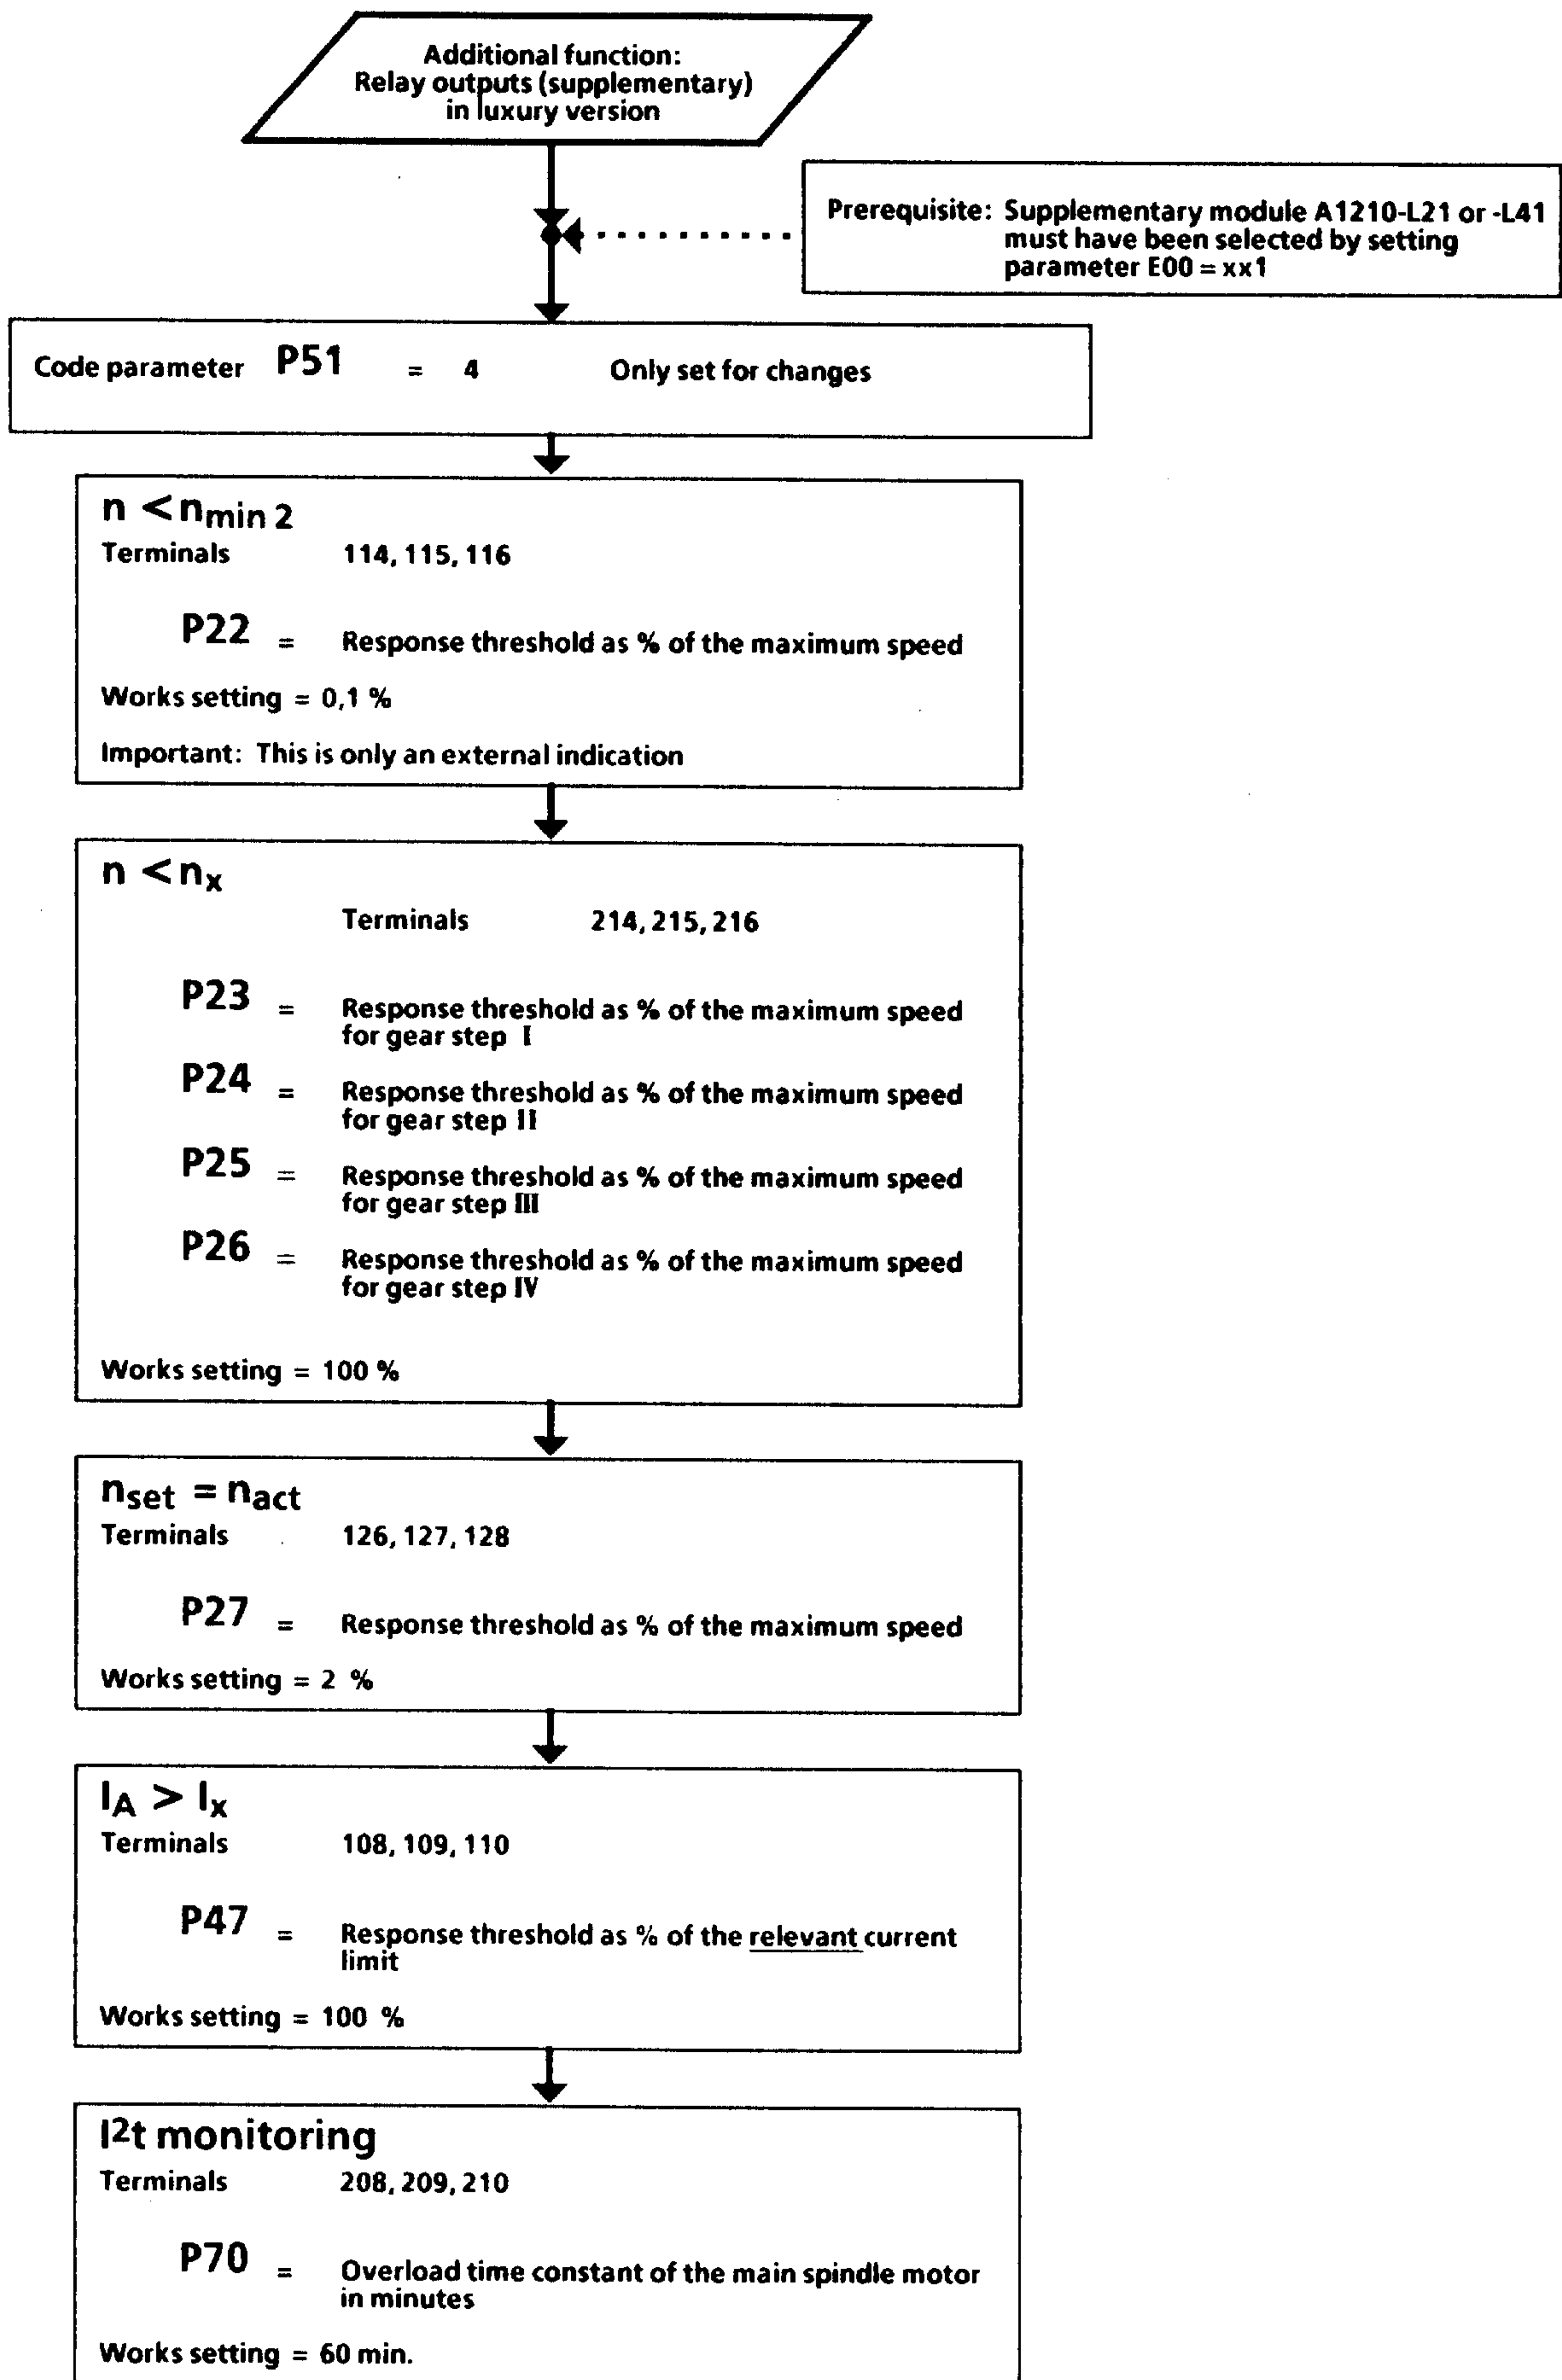 Additional function:
Relay outputs (supplementary)
in luxury version
Prerequisite: Supplementary module A1210-L21 or -L41
must have been selected by setting
parameter E00 = xx1
Code parameter P51 = 4 Only set for changes
n < nmin 2
Terminals 114, 115, 116
P22 = Response threshold as % of the maximum speed
Works setting = 0,1 %
Important: This is only an external indication
n < nx
Terminals 214, 215, 216
P23 = Response threshold as % of the maximum speed
for gear step I
P24 = Response threshold as % of the maximum speed
for gear step II
P25 = Response threshold as % of the maximum speed
for gear step III
P26 = Response threshold as % of the maximum speed
for gear step IV
Works setting = 100 %
nset = nact
Terminals 126, 127, 128
P27 = Response threshold as % of the maximum speed
Works setting = 2 %
IA > Ix
Terminals 108, 109, 110
P47 = Response threshold as % of the relevant current
limit
Works setting = 100 %
I2t monitoring
Terminals 208, 209, 210
P70 = Overload time constant of the main spindle motor
in minutes
Works setting = 60 min.